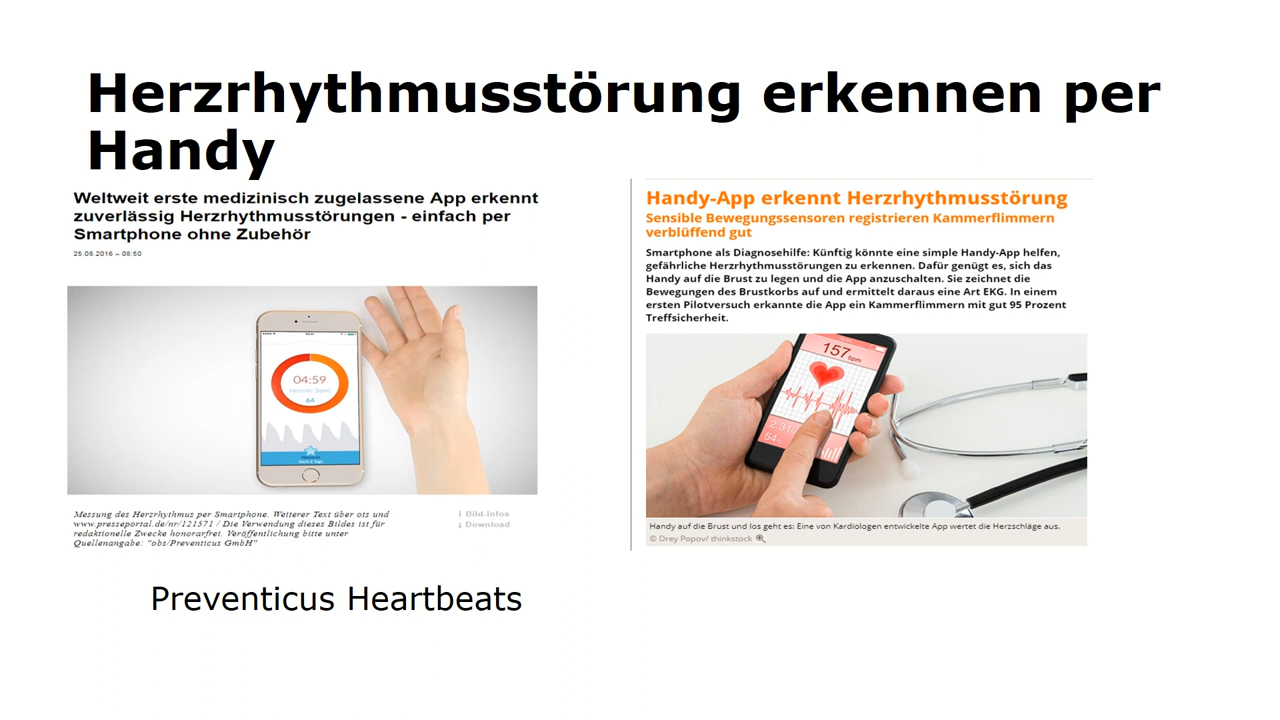 Herzrhythmusstörung erkennen per
Handy
Weltweit erste medizinisch zugelassene App erkennt
zuverlässig Herzrhythmusstörungen - einfach per
Smartphone ohne Zubehör
25.08.2016 – 08:50
04:59
64
Messung des Herzrhythmus per Smartphone. Weiterer Text über ots und
www.presseportal.de/nr/121571 / Die Verwendung dieses Bildes ist für
redaktionelle Zwecke honorarfrei. Veröffentlichung bitte unter
Quellenangabe: "obs/Preventicus GmbH"
Bild-Infos
Download
Preventicus Heartbeats
Handy-App erkennt Herzrhythmusstörung
Sensible Bewegungssensoren registrieren Kammerflimmern
verblüffend gut
Smartphone als Diagnosehilfe: Künftig könnte eine simple Handy-App helfen,
gefährliche Herzrhythmusstörungen zu erkennen. Dafür genügt es, sich das
Handy auf die Brust zu legen und die App anzuschalten. Sie zeichnet die
Bewegungen des Brustkorbs auf und ermittelt daraus eine Art EKG. In einem
ersten Pilotversuch erkannte die App ein Kammerflimmern mit gut 95 Prozent
Treffsicherheit.
157 bpm
2.31
54
Handy auf die Brust und los geht es: Eine von Kardiologen entwickelte App wertet die Herzschläge aus.
© Drey Popov/ thinkstock